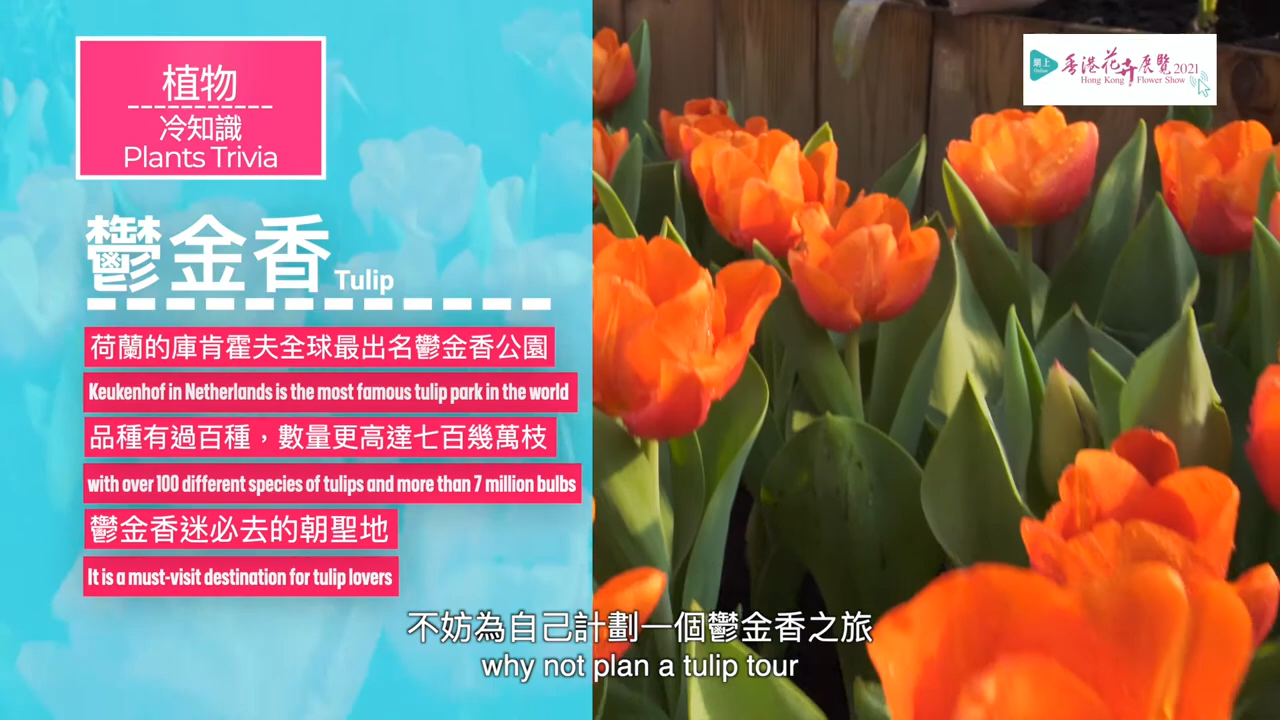 植物
冷知識
Plants Trivia
鬱金香 Tulip
荷蘭的庫肯霍夫全球最出名鬱金香公園
Keukenhof in Netherlands is the most famous tulip park in the world
品種有過百種，數量更高達七百幾萬枝
with over 100 different species of tulips and more than 7 million bulbs
鬱金香迷必去的朝聖地
It is a must-visit destination for tulip lovers
網上 香港花卉展覽2021
Online Hong Kong Flower Show
不妨為自己計劃一個鬱金香之旅
why not plan a tulip tour